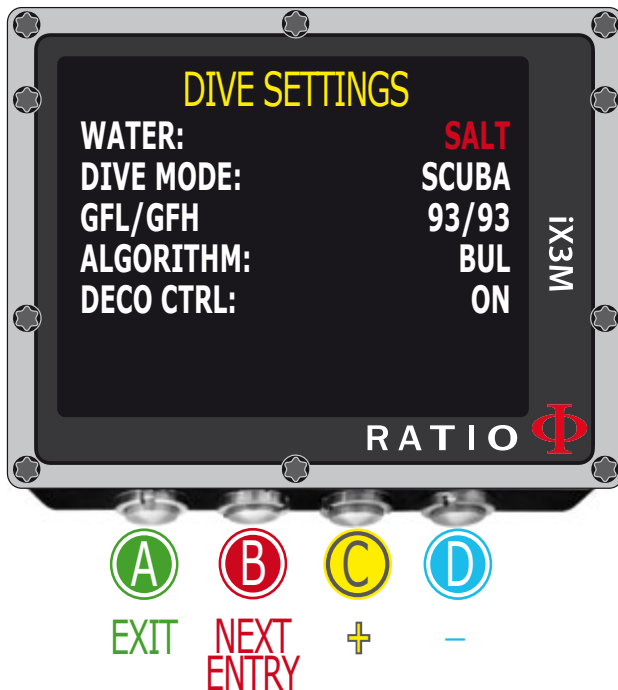 DIVE SETTINGS
WATER: SALT
DIVE MODE: SCUBA
GFL/GFH 93/93
ALGORITHM: BUL
DECO CTRL: ON
iX3M
RATIO Φ
A B C D
EXIT NEXT ENTRY + -